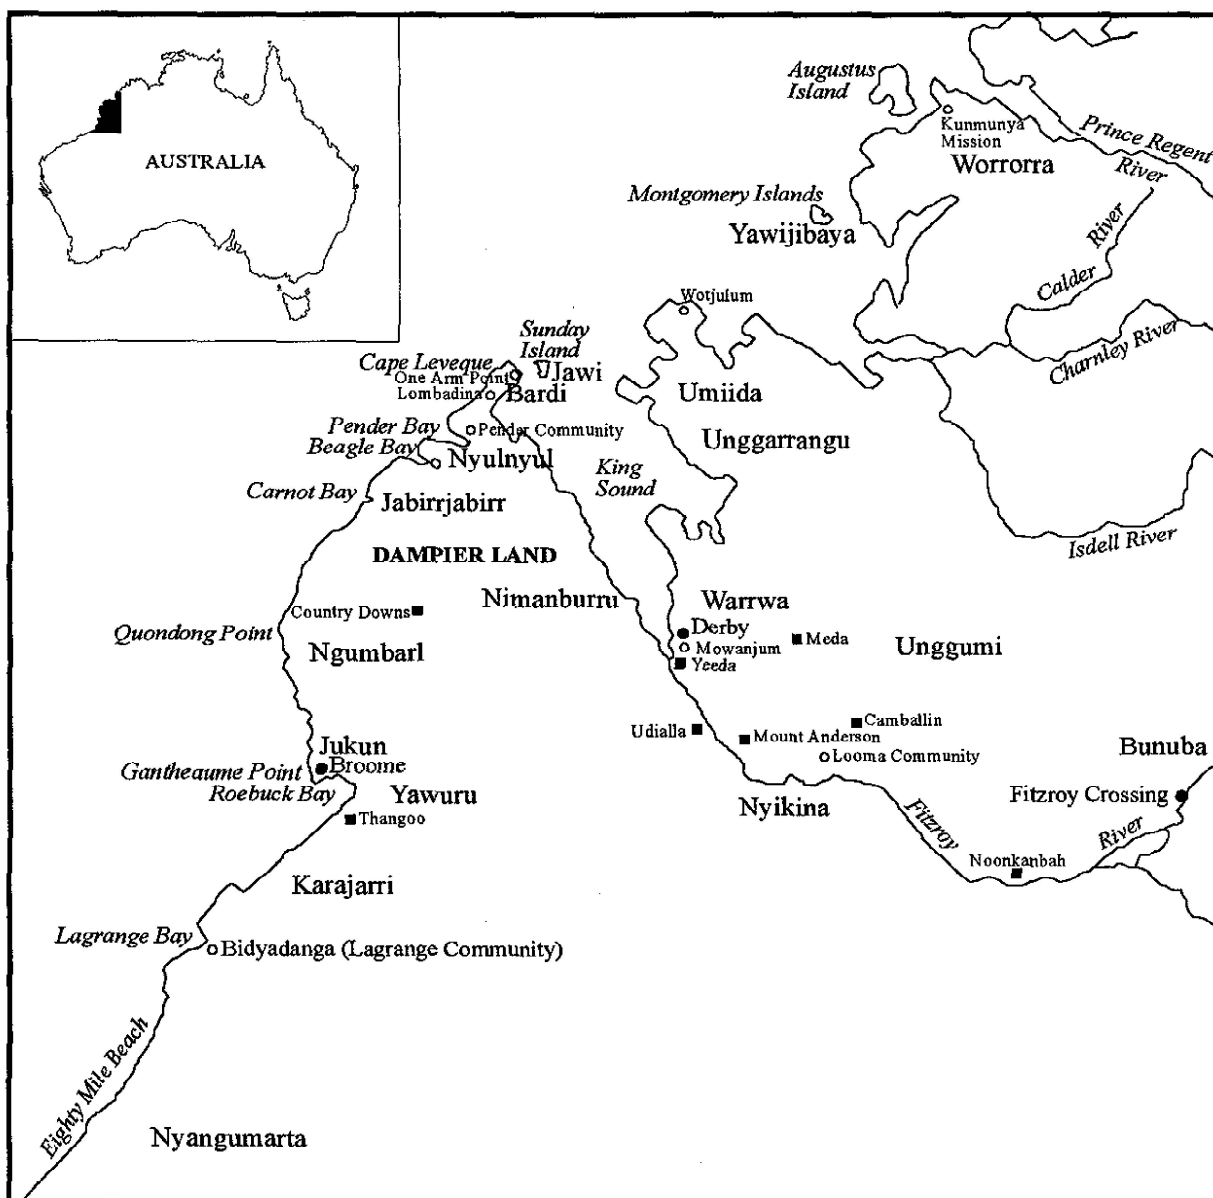 AUSTRALIA
Augustus
Island
Kunmunya
Mission
Worrorra
Prince Regent
River
Montgomery Islands
Yawijibaya
River
Calder
Wotjulum
Charnley River
Sunday
Island
Cape Leveque
One Arm Point
Jawi
Lombadina
Bardi
Umiida
Pender Bay
Pender Community
Unggarrangu
Beagle Bay
Nyulnyul
King
Sound
Carnot Bay
Jabirrjabirr
Isdell River
DAMPIER LAND
Nimanburru
Warrwa
Country Downs
Derby
Quondong Point
Mowanjum
Meda
Unggumi
Ngumbarl
Yeeda
Udialla
Camballin
Mount Anderson
Jukun
Looma Community
Bunuba
Gantheaume Point
Broome
Roebuck Bay
Yawuru
Nyikina
Fitzroy Crossing
Thangoo
Fitzroy
River
Noonkanbah
Karajarri
Lagrange Bay
Bidyadanga (Lagrange Community)
Eighty Mile Beach
Nyangumarta